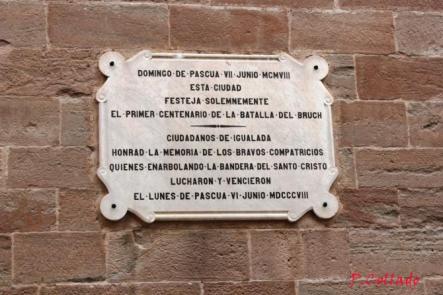 DOMINGO·DE·PASCUA·VII·JUNIO·MCMVIII
ESTA·CIUDAD
FESTEJA·SOLEMNEMENTE
EL·PRIMER·CENTENARIO·DE·LA·BATALLA·DEL·BRUCH
CIUDADANOS·DE·IGUALADA
HONRAD·LA·MEMORIA·DE·LOS·BRAVOS·COMPATRICIOS
QUIENES·ENARBOLANDO·LA·BANDERA·DEL·SANTO·CRISTO
LUCHARON·Y·VENCIERON
EL·LUNES·DE·PASCUA·VI·JUNIO·MDCCCVIII
P.Collado